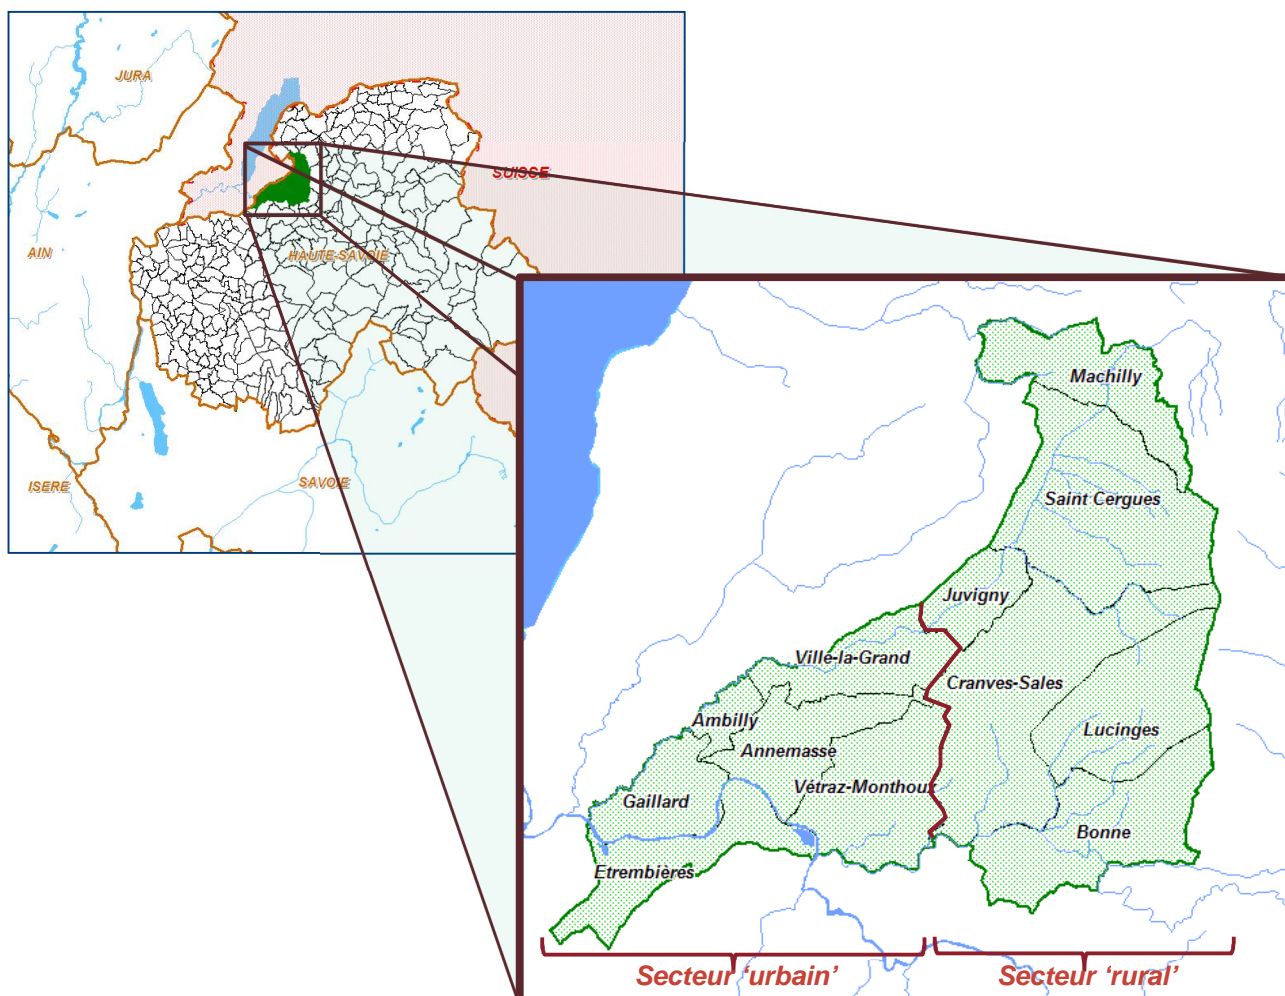 JURA
SUISSE
AIN
HAUTE-SAVOIE
ISERE
SAVOIE
Machilly
Saint Cergues
Juvigny
Ville-la-Grand
Cranves-Sales
Ambilly
Lucinges
Annemasse
Vétraz-Monthoux
Gaillard
Bonne
Etrembières
Secteur ‘urbain’
Secteur ‘rural’